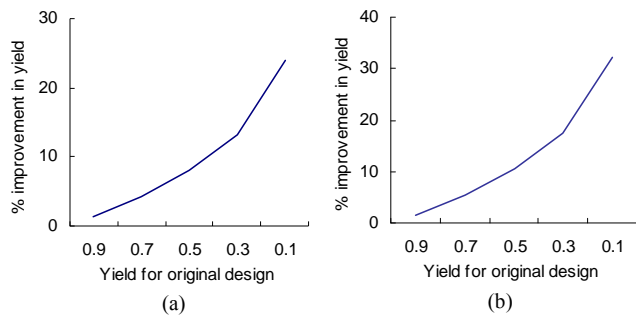 % improvement in yield
30
20
10
0
0.9 0.7 0.5 0.3 0.1
Yield for original design
(a)
% improvement in yield
40
30
20
10
0
0.9 0.7 0.5 0.3 0.1
Yield for original design
(b)